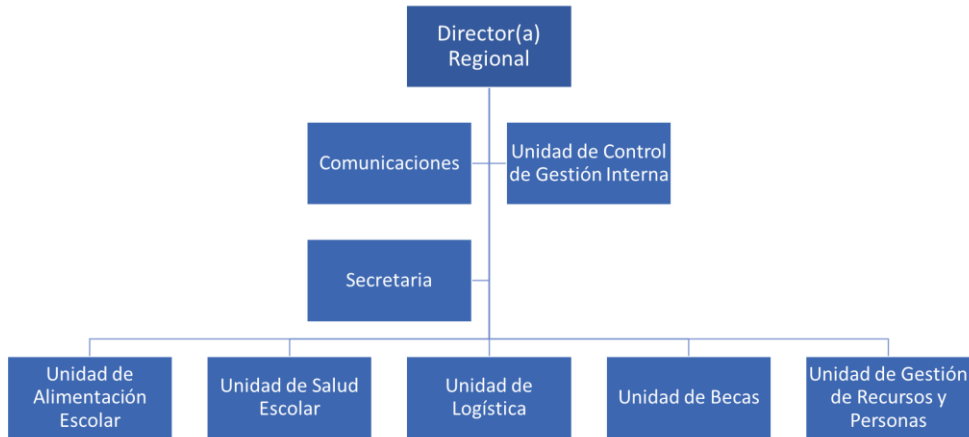 Director(a)
Regional
Comunicaciones
Unidad de Control
de Gestión Interna
Secretaria
Unidad de
Alimentación
Escolar
Unidad de Salud
Escolar
Unidad de
Logística
Unidad de Becas
Unidad de Gestión
de Recursos y
Personas